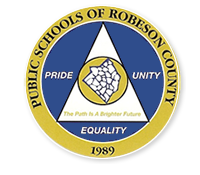 PUBLIC SCHOOLS OF ROBESON COUNTY
PRIDE
UNITY
The Path Is A Brighter Future
EQUALITY
1989